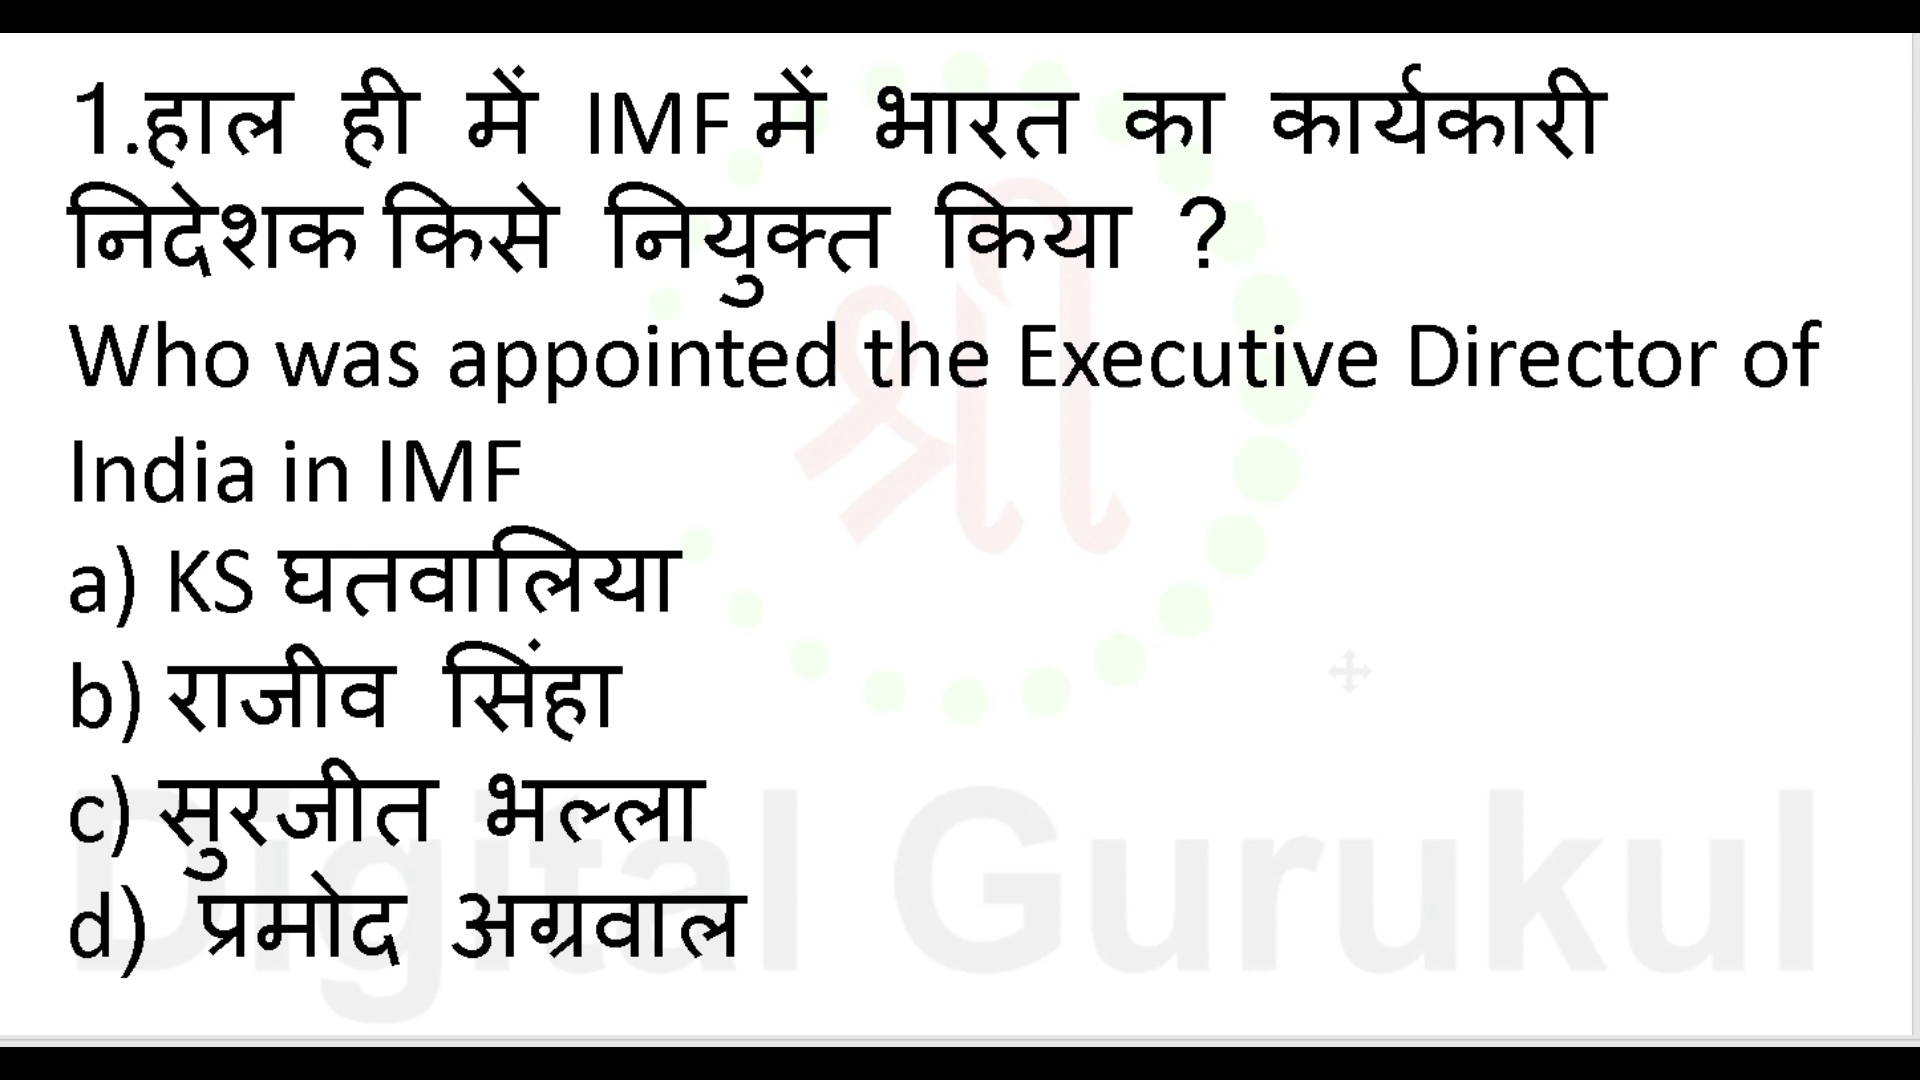 1.हाल ही में IMF में भारत का कार्यकारी
निदेशक किसे नियुक्त किया ?
Who was appointed the Executive Director of
India in IMF
a) KS घतवालिया
b) राजीव सिंहा
c) सुरजीत भल्ला
d) प्रमोद अग्रवाल
श्री
Digital Gurukul